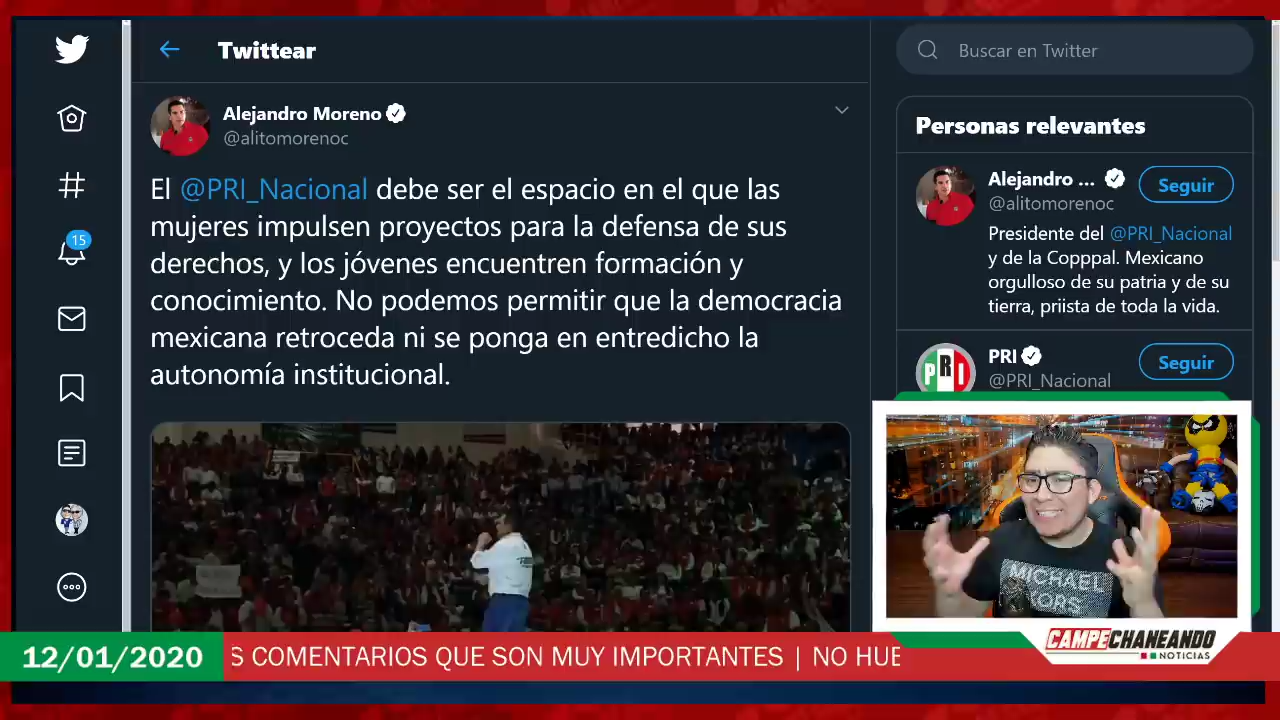 Twittear
Buscar en Twitter
Alejandro Moreno
@alitomorenoc
El @PRI_Nacional debe ser el espacio en el que las
mujeres impulsen proyectos para la defensa de sus
derechos, y los jóvenes encuentren formación y
conocimiento. No podemos permitir que la democracia
mexicana retroceda ni se ponga en entredicho la
autonomía institucional.
15
Personas relevantes
Alejandro ...
Seguir
@alitomorenoc
Presidente del @PRI_Nacional
y de la Copppal. Mexicano
orgulloso de su patria y de su
tierra, priista de toda la vida.
PRI
PRI
Seguir
@PRI_Nacional
MICHAEL
KORS
12/01/2020
S COMENTARIOS QUE SON MUY IMPORTANTES | NO HUE
CAMPECHANEANDO
NOTICIAS